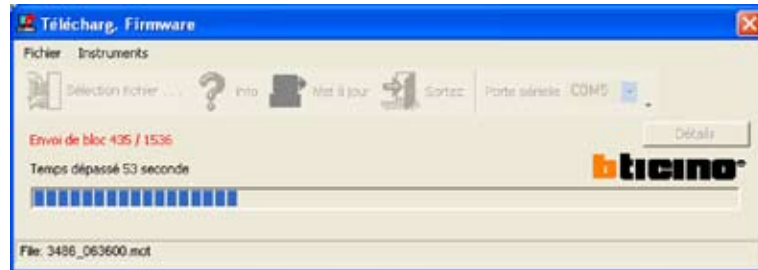 Télécharg. Firmware
Fichier Instruments
Sélection fichier ... Info Met à jour Sortez Porte sérielle COM5
Détails
Envoi de bloc 435 / 1536
Temps dépassé 53 seconde
bticino
File: 3486_063600.mot